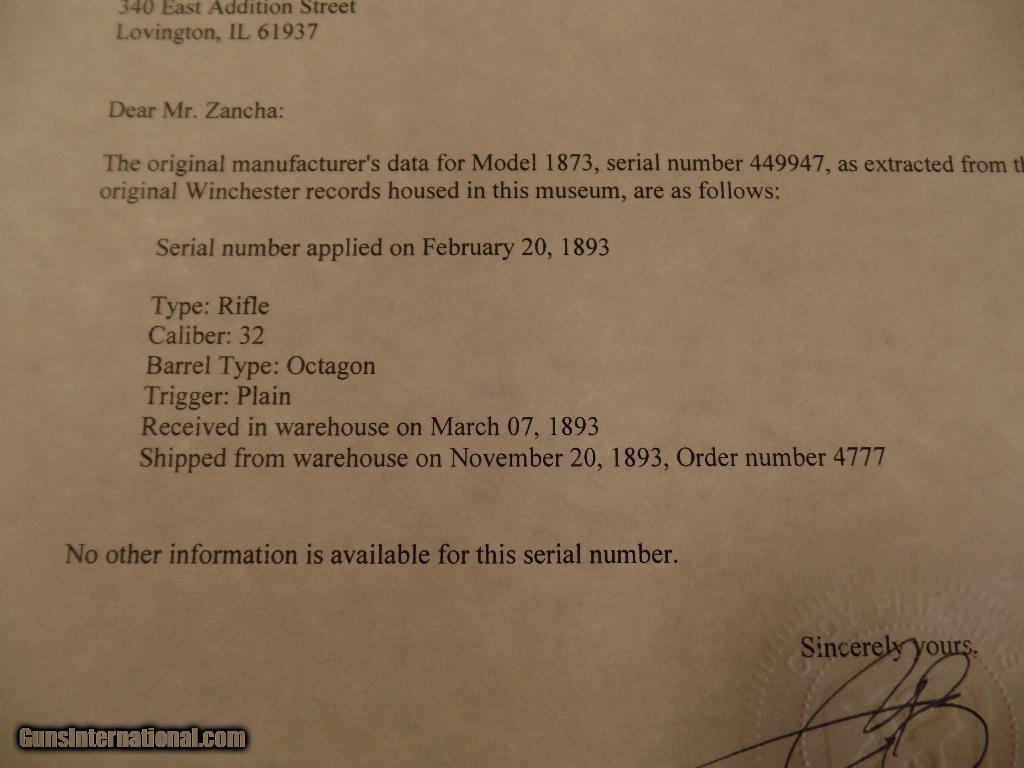 340 East Addition Street
Lovington, IL 61937
Dear Mr. Zancha:
The original manufacturer's data for Model 1873, serial number 449947, as extracted from
original Winchester records housed in this museum, are as follows:
Serial number applied on February 20, 1893
Type: Rifle
Caliber: 32
Barrel Type: Octagon
Trigger: Plain
Received in warehouse on March 07, 1893
Shipped from warehouse on November 20, 1893, Order number 4777
No other information is available for this serial number.
Sincerely yours,
GunsInternational.com